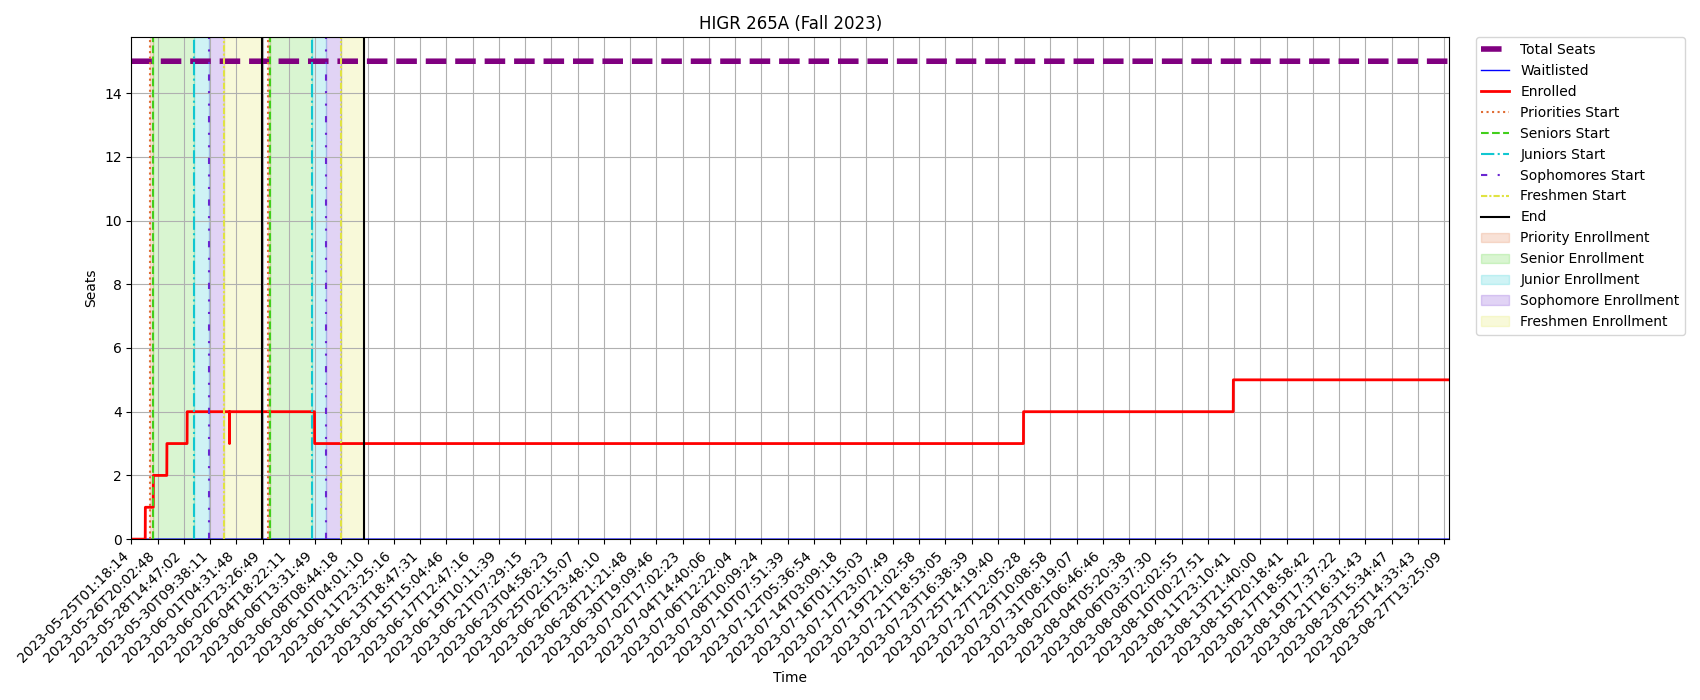 HIGR 265A (Fall 2023)
Seats
14
12
10
8
6
4
2
0
2023-05-25T01:18:14
2023-05-26T20:02:48
2023-05-28T14:47:02
2023-05-30T09:38:11
2023-06-01T04:31:48
2023-06-02T23:26:49
2023-06-04T18:22:11
2023-06-06T13:31:49
2023-06-08T08:44:18
2023-06-10T04:01:10
2023-06-11T23:25:16
2023-06-13T18:47:31
2023-06-15T15:04:46
2023-06-17T12:47:16
2023-06-19T10:11:39
2023-06-21T07:29:15
2023-06-23T04:58:23
2023-06-25T02:15:07
2023-06-26T23:48:10
2023-06-28T21:21:48
2023-06-30T19:09:46
2023-07-02T17:02:23
2023-07-04T14:40:06
2023-07-06T12:22:04
2023-07-08T10:09:24
2023-07-10T07:51:39
2023-07-12T05:36:54
2023-07-14T03:09:18
2023-07-16T01:15:03
2023-07-17T23:07:49
2023-07-19T21:02:58
2023-07-21T18:53:05
2023-07-23T16:38:39
2023-07-25T14:19:40
2023-07-27T12:05:28
2023-07-29T10:08:58
2023-07-31T08:19:07
2023-08-02T06:46:46
2023-08-04T05:20:38
2023-08-06T03:37:30
2023-08-08T02:02:55
2023-08-10T00:27:51
2023-08-11T23:10:41
2023-08-13T21:40:00
2023-08-15T20:18:41
2023-08-17T18:58:42
2023-08-19T17:37:22
2023-08-21T16:31:43
2023-08-23T15:34:47
2023-08-25T14:33:43
2023-08-27T13:25:09
Time
Total Seats
Waitlisted
Enrolled
Priorities Start
Seniors Start
Juniors Start
Sophomores Start
Freshmen Start
End
Priority Enrollment
Senior Enrollment
Junior Enrollment
Sophomore Enrollment
Freshmen Enrollment